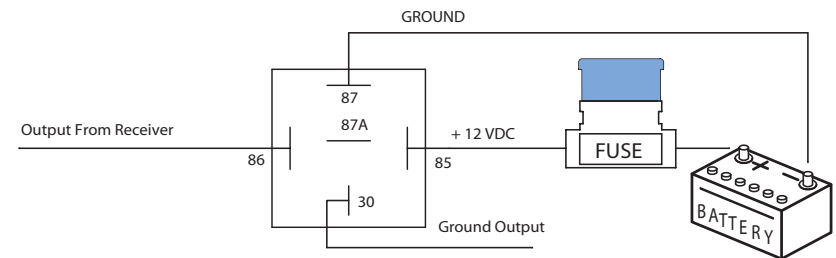 GROUND
87
87A
Output From Receiver
+ 12 VDC
86
85
FUSE
30
Ground Output
+ −
BATTERY